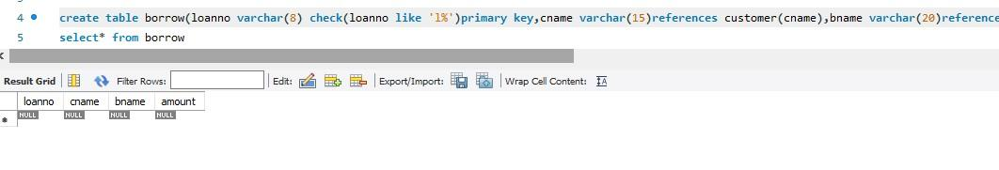 4 create table borrow(loanno varchar(8) check(loanno like 'l%')primary key,cname varchar(15)references customer(cname),bname varchar(20)reference
5 select* from borrow
Result Grid Filter Rows: Edit: Export/Import: Wrap Cell Content:
loanno cname bname amount
NULL NULL NULL NULL